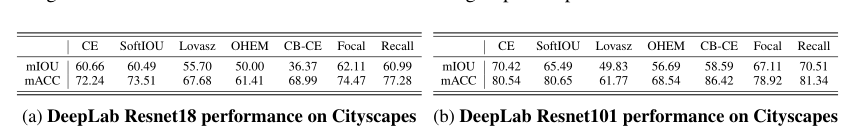 CE SoftIOU Lovasz OHEM CB-CE Focal Recall
mIOU 60.66 60.49 55.70 50.00 36.37 62.11 60.99
mACC 72.24 73.51 67.68 61.41 68.99 74.47 77.28
(a) DeepLab Resnet18 performance on Cityscapes
CE SoftIOU Lovasz OHEM CB-CE Focal Recall
mIOU 70.42 65.49 49.83 56.69 58.59 67.11 70.51
mACC 80.54 80.65 61.77 68.54 86.42 78.92 81.34
(b) DeepLab Resnet101 performance on Cityscapes